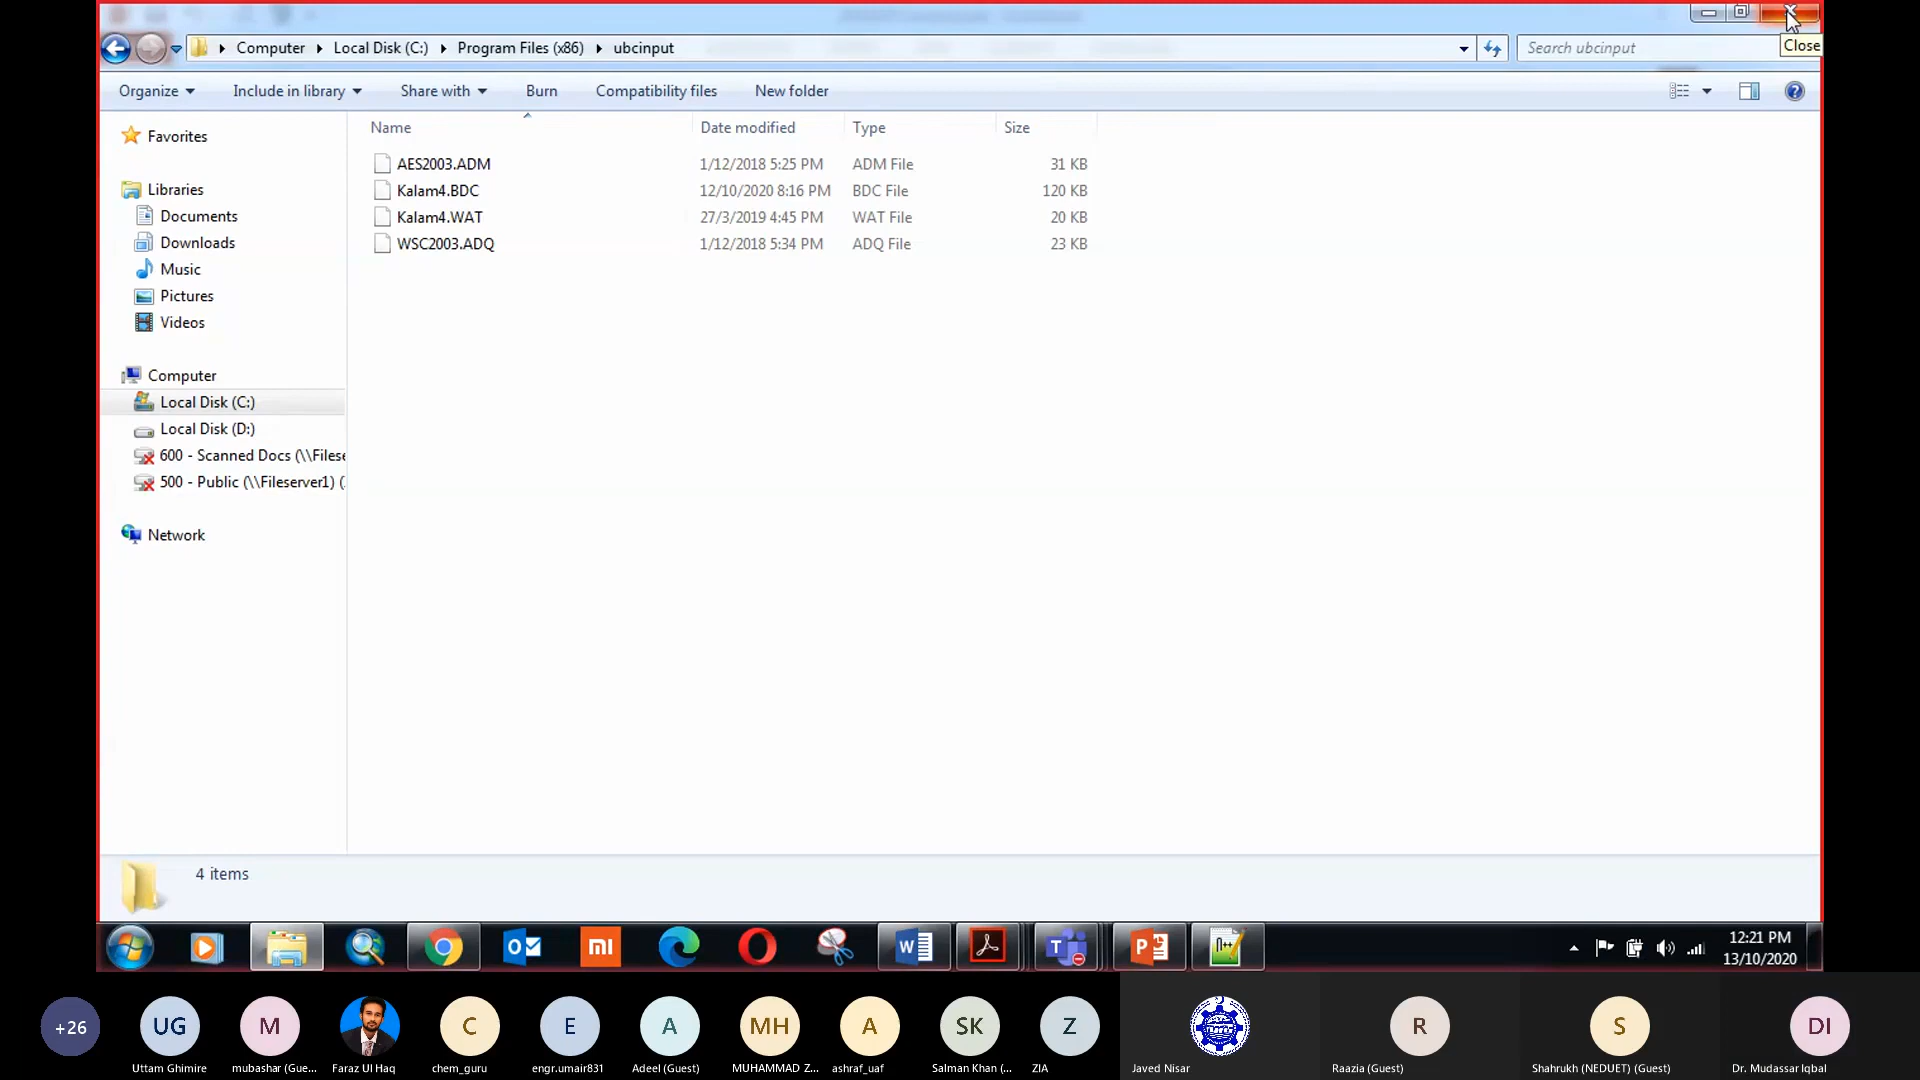 Close
Computer Local Disk (C:) Program Files (x86) ubcinput
Search ubcinput
Organize Include in library Share with Burn Compatibility files New folder
Name Date modified Type Size
AES2003.ADM 1/12/2018 5:25 PM ADM File 31 KB
Kalam4.BDC 12/10/2020 8:16 PM BDC File 120 KB
Kalam4.WAT 27/3/2019 4:45 PM WAT File 20 KB
WSC2003.ADQ 1/12/2018 5:34 PM ADQ File 23 KB
Favorites
Libraries
Documents
Downloads
Music
Pictures
Videos
Computer
Local Disk (C:)
Local Disk (D:)
600 - Scanned Docs (\\Filese
500 - Public (\\Fileserver1) (
Network
4 items
12:21 PM
13/10/2020
+26 UG M C E A MH A SK Z R S DI
Uttam Ghimire mubashar (Gue... Faraz Ul Haq chem_guru engr.umair831 Adeel (Guest) MUHAMMAD Z... ashraf_uaf Salman Khan (... ZIA Javed Nisar Raazia (Guest) Shahrukh (NEDUET) (Guest) Dr. Mudassar Iqbal